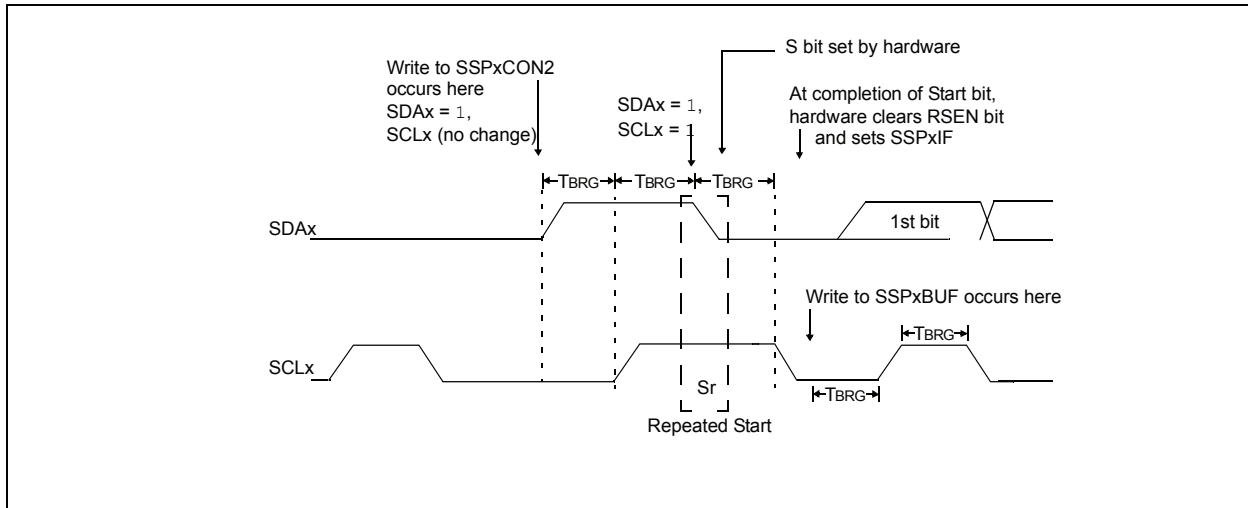 S bit set by hardware
Write to SSPxCON2
occurs here
SDAx = 1,
SCLx (no change)
SDAx = 1,
SCLx = 1
At completion of Start bit,
hardware clears RSEN bit
and sets SSPxIF
TBRG TBRG TBRG
SDAx
1st bit
Write to SSPxBUF occurs here
TBRG
SCLx
Sr
TBRG
Repeated Start